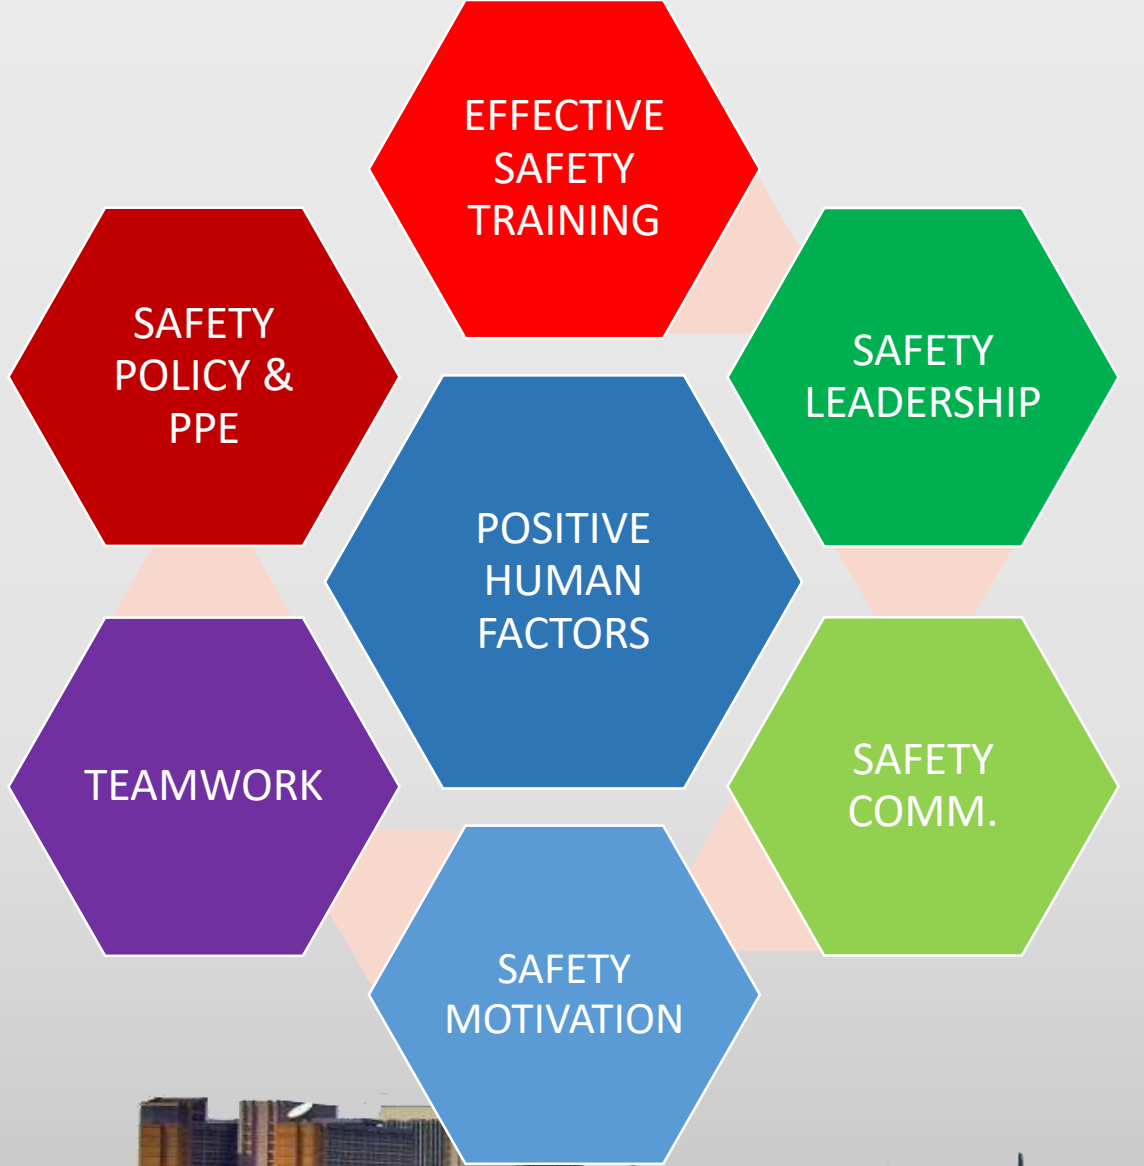 EFFECTIVE
SAFETY
TRAINING
SAFETY
LEADERSHIP
SAFETY
COMM.
SAFETY
MOTIVATION
TEAMWORK
SAFETY
POLICY &
PPE
POSITIVE
HUMAN
FACTORS